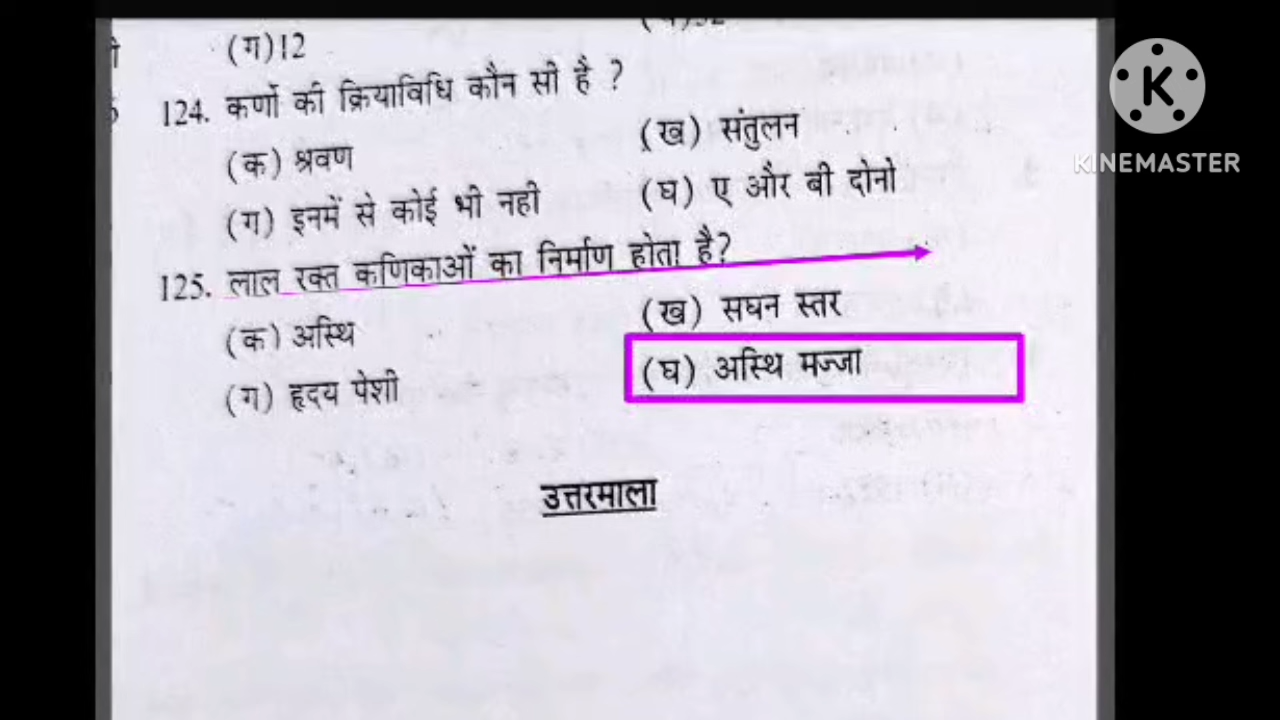 (ग)12
124. कर्णो की क्रियाविधि कौन सी है ?
(क) श्रवण
(ख) संतुलन
(ग) इनमें से कोई भी नही
(घ) ए और बी दोनो
125. लाल रक्त कणिकाओं का निर्माण होता है?
(क) अस्थि
(ख) सघन स्तर
(ग) हृदय पेशी
(घ) अस्थि मज्जा
उत्तरमाला
K
KINEMASTER